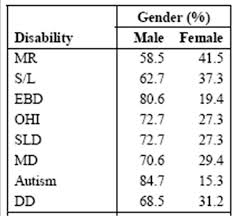 Gender (%)
Disability Male Female
MR 58.5 41.5
S/L 62.7 37.3
EBD 80.6 19.4
OHI 72.7 27.3
SLD 72.7 27.3
MD 70.6 29.4
Autism 84.7 15.3
DD 68.5 31.2